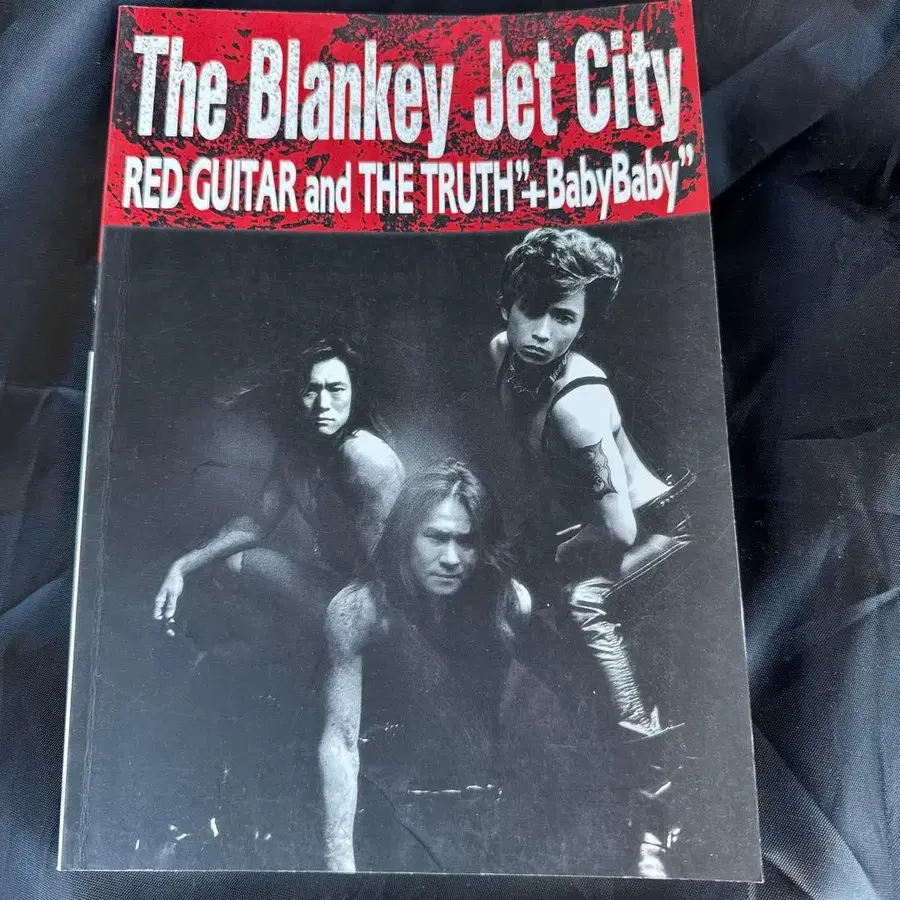 The Blankey Jet City
RED GUITAR and THE TRUTH”+BabyBaby”